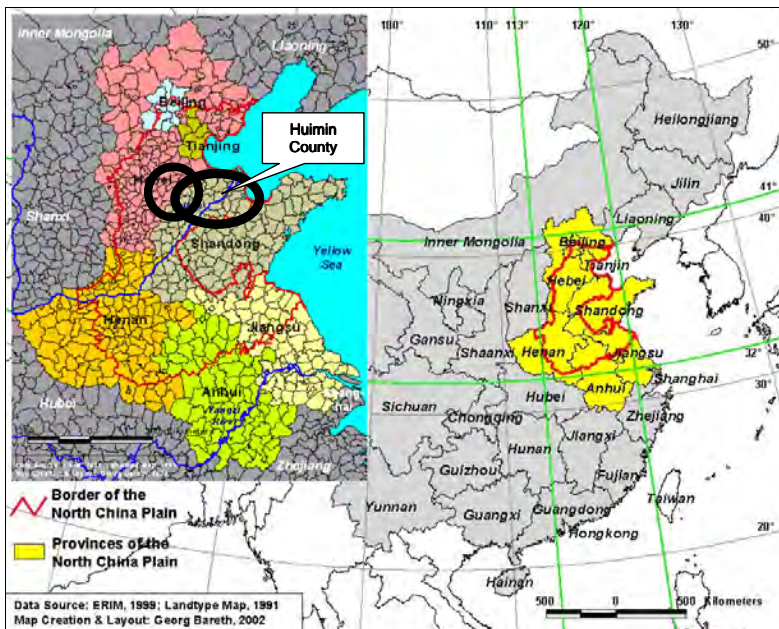 Inner Mongolia
Liaoning
Beijing
Tianjing
Huimin
County
Shanxi
Shandong
Yellow
Sea
Henan
Jiangsu
Anhui
Yangzi
River
Hubei
Zhejiang
Border of the
North China Plain
Provinces of the
North China Plain
Data Source: ERIM, 1999; Landtype Map, 1991
Map Creation & Layout: Georg Bareth, 2002
100° 110° 113° 120° 130°
50°
Heilongjiang
Jilin
41°
40°
Liaoning
Inner Mongolia
Beijing
Tianjin
Hebei
Ningxia
Shanxi
Shandong
Gansu
Shaanxi
Henan
Jiangsu
32°
Shanghai
30°
Anhui
Hubei
Sichuan
Chongqing
Zhejiang
Hunan
Jiangxi
Guizhou
Fujian
Taiwan
Yunnan
Guangxi
Guangdong
Hongkong
20°
Hainan
500 0 500 Kilometers